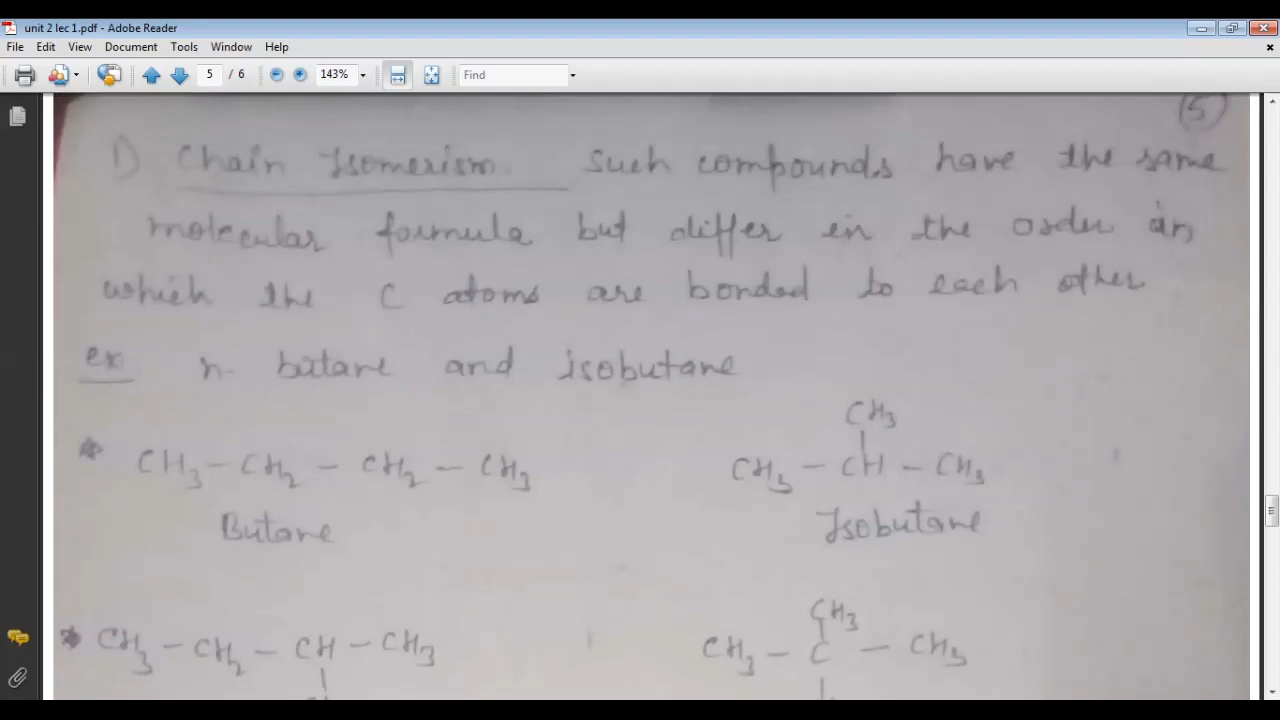 unit 2 lec 1.pdf - Adobe Reader
File Edit View Document Tools Window Help
5 / 6 143% Find
(5)
1) Chain Isomerism. Such compounds have the same
molecular formula but differ in the order in
which the C atoms are bonded to each other
ex n- butane and isobutane
CH3
* CH3 - CH2 - CH2 - CH3 CH3 - CH - CH3
Butane Isobutane
CH3
* CH3 - CH2 - CH - CH3 CH3 - C - CH3